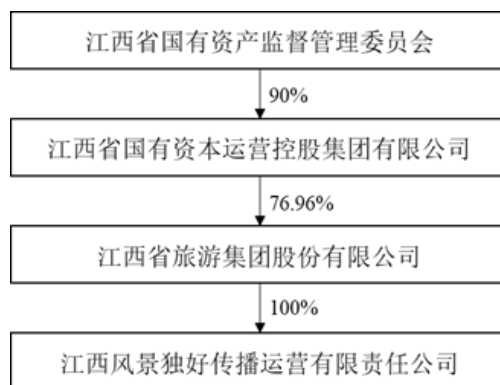 江西省国有资产监督管理委员会
90%
江西省国有资本运营控股集团有限公司
76.96%
江西省旅游集团股份有限公司
100%
江西风景独好传播运营有限责任公司